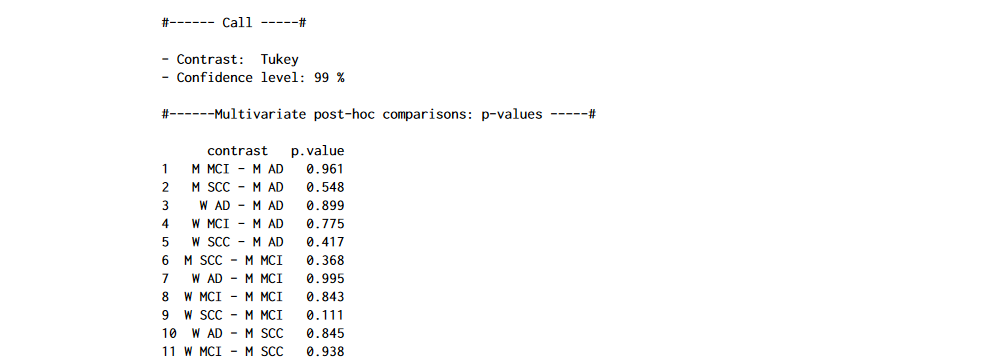 #------ Call -----#
- Contrast:  Tukey
- Confidence level: 99 %
#------Multivariate post-hoc comparisons: p-values -----#
      contrast   p.value
1   M MCI - M AD   0.961
2   M SCC - M AD   0.548
3    W AD - M AD   0.899
4   W MCI - M AD   0.775
5   W SCC - M AD   0.417
6  M SCC - M MCI   0.368
7   W AD - M MCI   0.995
8  W MCI - M MCI   0.843
9  W SCC - M MCI   0.111
10  W AD - M SCC   0.845
11 W MCI - M SCC   0.938